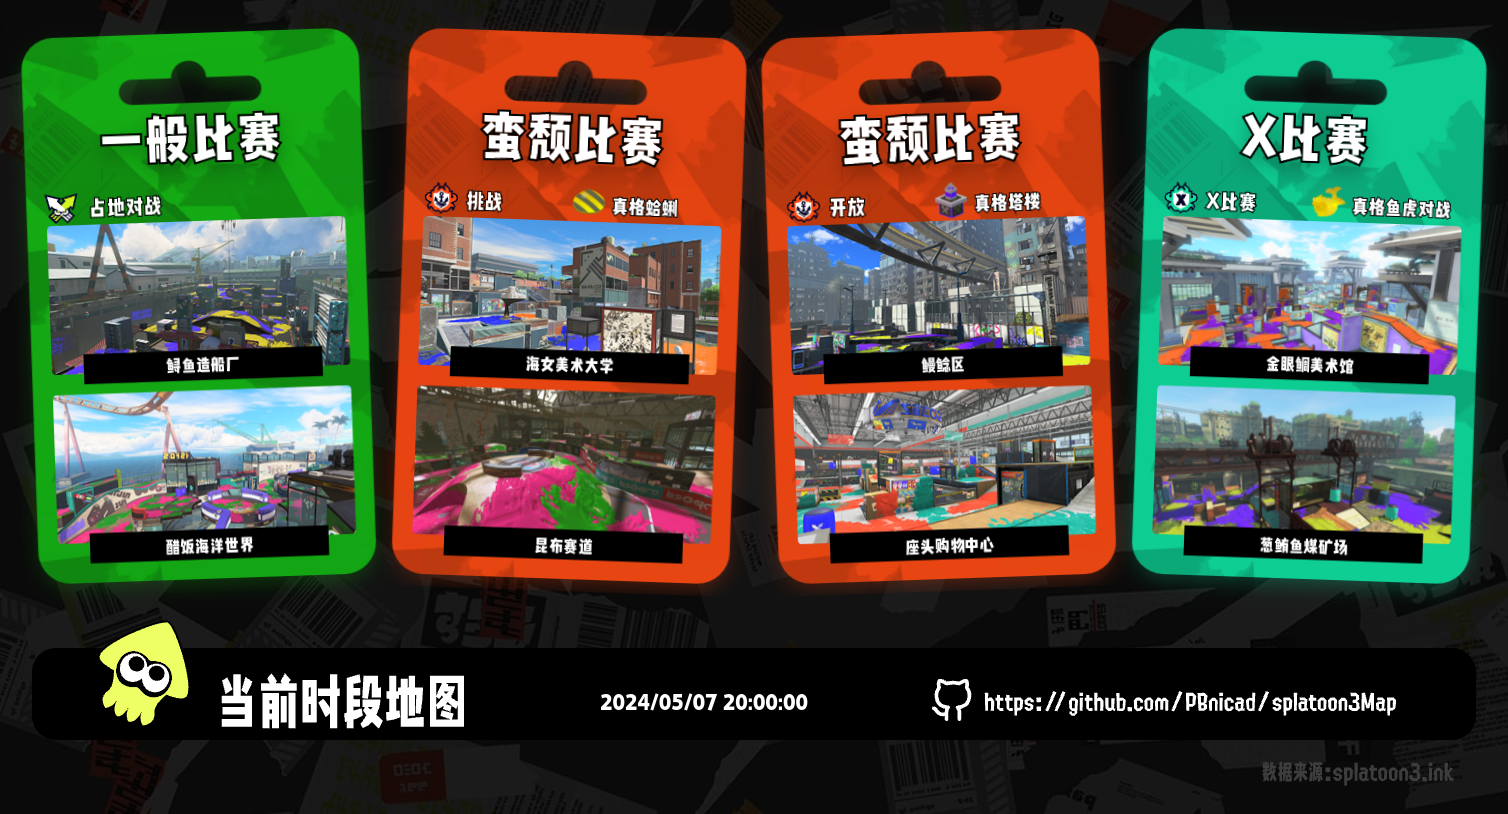 一般比赛
占地对战
鲟鱼造船厂
醋饭海洋世界
蛮颓比赛
挑战
真格蛤蜊
海女美术大学
昆布赛道
蛮颓比赛
开放
真格塔楼
鳗鲶区
座头购物中心
X比赛
X比赛
真格鱼虎对战
金眼鲷美术馆
葱鲔鱼煤矿场
当前时段地图
2024/05/07 20:00:00
https://github.com/PBnicad/splatoon3Map
数据来源:splatoon3.ink